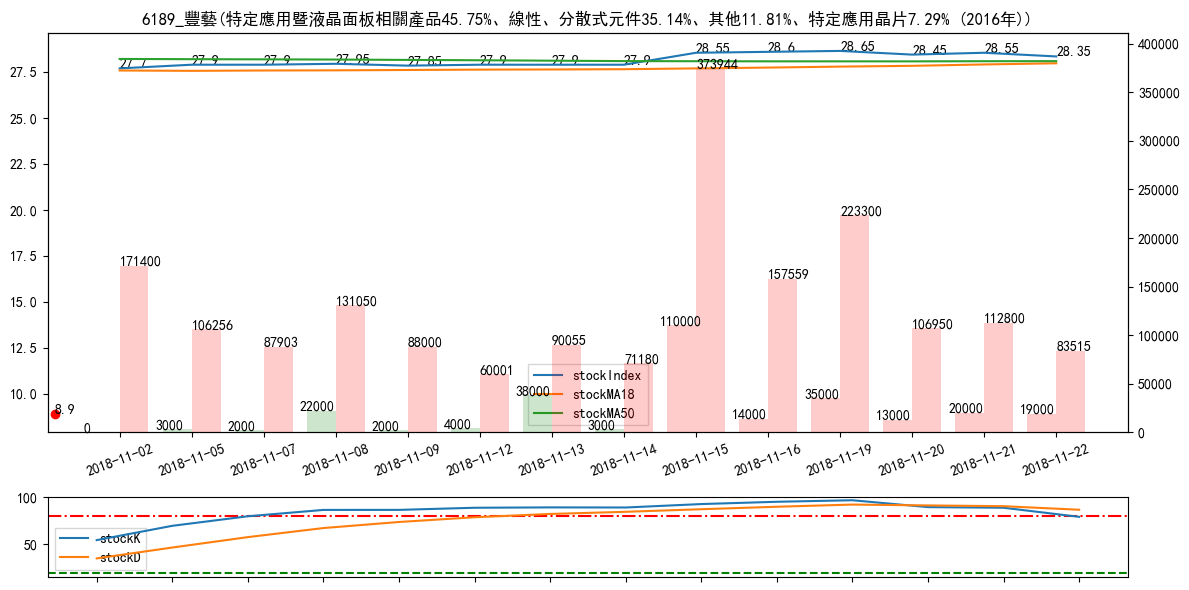 6189_豐藝(特定應用暨液晶面板相關產品45.75%、線性、分散式元件35.14%、其他11.81%、特定應用晶片7.29% (2016年))
27.7 27.9 27.9 27.95 27.85 27.9 27.9 27.9 28.55 28.6 28.65 28.45 28.55 28.35
27.5 25.0 22.5 20.0 17.5 15.0 12.5 10.0
400000 350000 300000 250000 200000 150000 100000 50000 0
171400 106256 87903 131050 88000 60001 90055 71180 373944 157559 223300 106950 112800 83515
8.9
0 3000 2000 22000 2000 4000 38000 3000 110000 14000 35000 13000 20000 19000
stockIndex
stockMA18
stockMA50
2018-11-02 2018-11-05 2018-11-07 2018-11-08 2018-11-09 2018-11-12 2018-11-13 2018-11-14 2018-11-15 2018-11-16 2018-11-19 2018-11-20 2018-11-21 2018-11-22
100
50
stockK
stockD